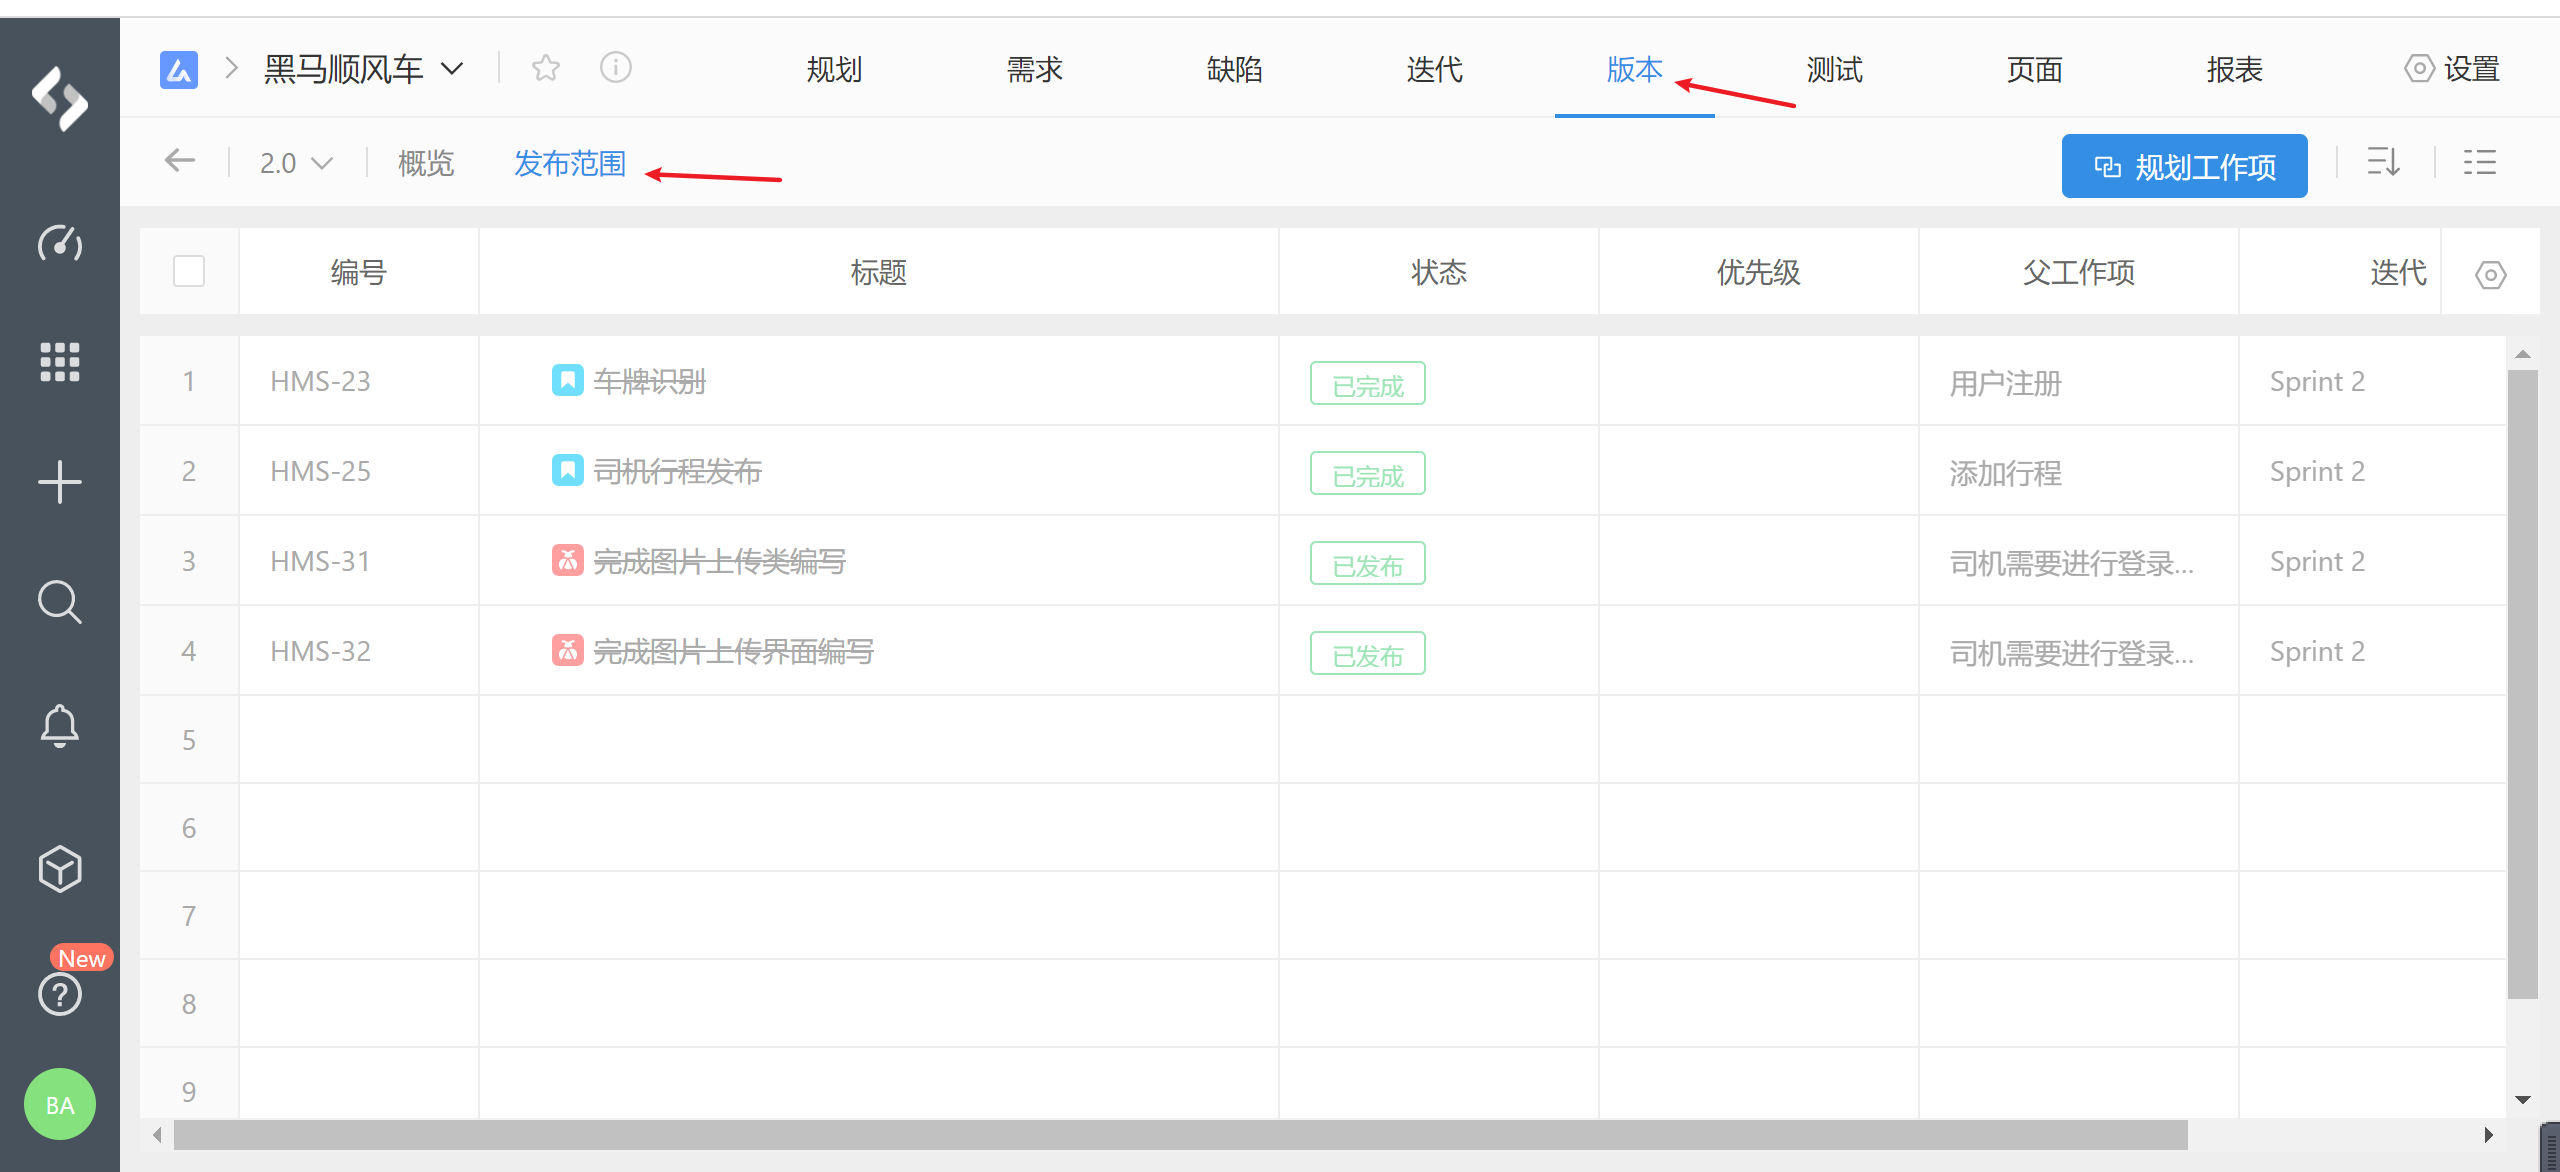 黑马顺风车 规划 需求 缺陷 迭代 版本 测试 页面 报表 设置
2.0 概览 发布范围 规划工作项
编号 标题 状态 优先级 父工作项 迭代
1 HMS-23 车牌识别 已完成 用户注册 Sprint 2
2 HMS-25 司机行程发布 已完成 添加行程 Sprint 2
3 HMS-31 完成图片上传类编写 已发布 司机需要进行登录... Sprint 2
4 HMS-32 完成图片上传界面编写 已发布 司机需要进行登录... Sprint 2
5
6
7
8
9
New
BA